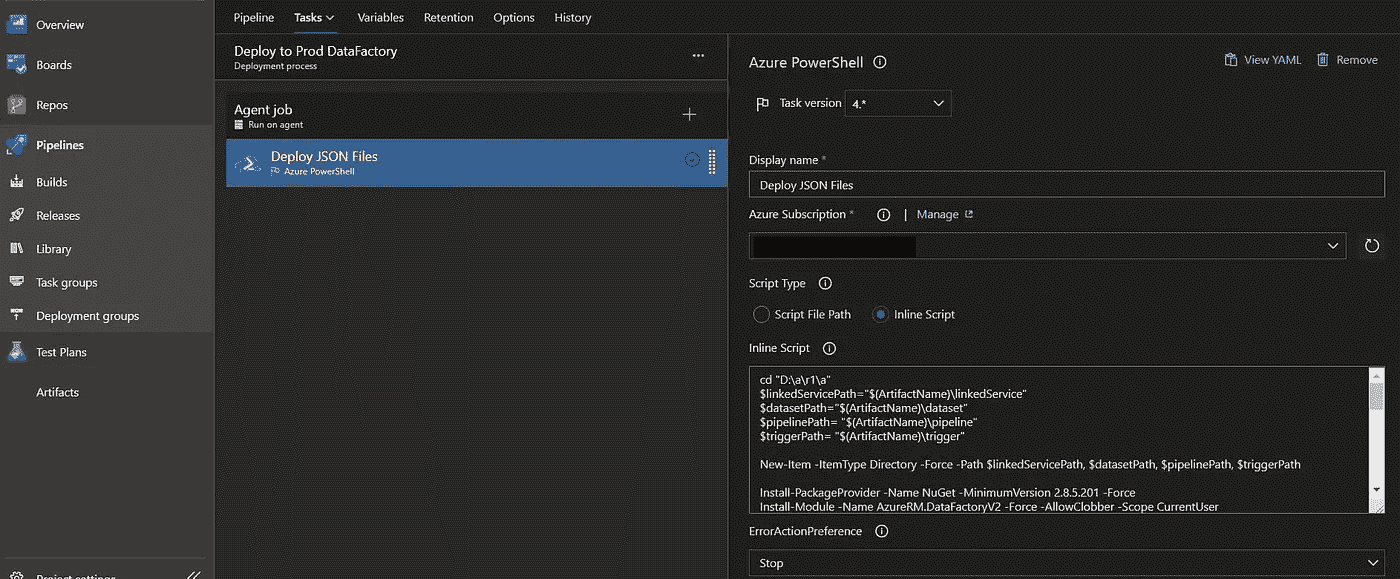 Overview
Boards
Repos
Pipelines
Builds
Releases
Library
Task groups
Deployment groups
Test Plans
Artifacts
Project settings
Pipeline Tasks Variables Retention Options History
Deploy to Prod DataFactory
Deployment process
Agent job
Run on agent
Deploy JSON Files
Azure PowerShell
Azure PowerShell
View YAML Remove
Task version 4.*
Display name *
Deploy JSON Files
Azure Subscription * | Manage
Script Type
Script File Path Inline Script
Inline Script
cd "D:\a\r1\a"
$linkedServicePath="$(ArtifactName)\linkedService"
$datasetPath="$(ArtifactName)\dataset"
$pipelinePath= "$(ArtifactName)\pipeline"
$triggerPath= "$(ArtifactName)\trigger"
New-Item -ItemType Directory -Force -Path $linkedServicePath, $datasetPath, $pipelinePath, $triggerPath
Install-PackageProvider -Name NuGet -MinimumVersion 2.8.5.201 -Force
Install-Module -Name AzureRM.DataFactoryV2 -Force -AllowClobber -Scope CurrentUser
ErrorActionPreference
Stop